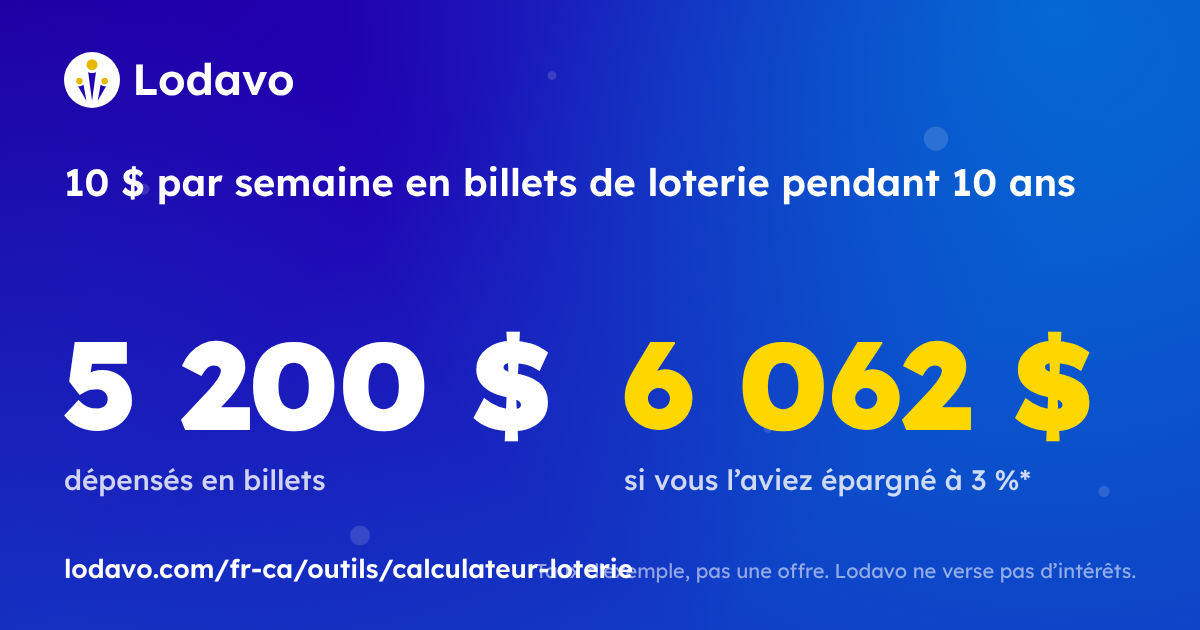 Lodavo
10 $ par semaine en billets de loterie pendant 10 ans
5 200 $ 6 062 $
dépensés en billets si vous l’aviez épargné à 3 %*
lodavo.com/fr-ca/outils/calculateur-loterie
pas une offre. Lodavo ne verse pas d’intérêts.